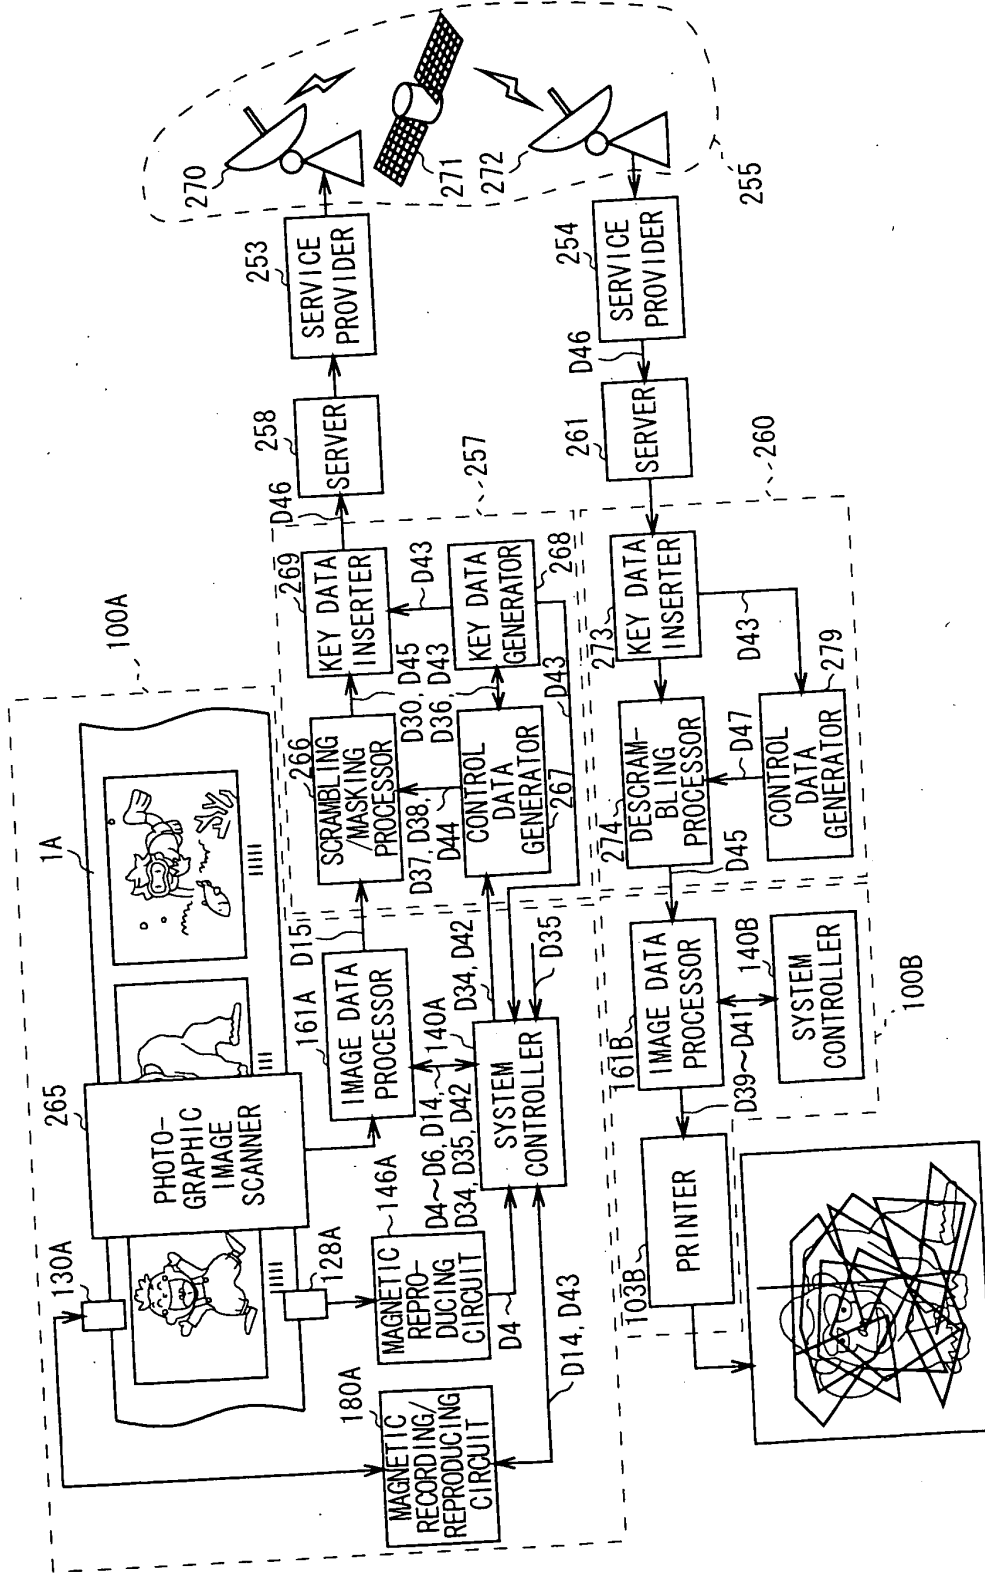 100A
1A
265
PHOTO-
GRAPHIC
IMAGE
SCANNER
130A
128A
180A
MAGNETIC
RECORDING/
REPRODUCING
CIRCUIT
146A
MAGNETIC
REPRO-
DUCING
CIRCUIT
D4
D14, D43
161A
IMAGE DATA
PROCESSOR
D15
D4~D6, D14,
D34, D35, D42
140A
SYSTEM
CONTROLLER
D34, D42
D35
266
SCRAMBLING
/MASKING
PROCESSOR
D37, D38,
D44
CONTROL
DATA
GENERATOR
267
D30, D45
D36, D43
269
KEY DATA
INSERTER
D43
KEY DATA
GENERATOR
268
D43
257
D46
258
SERVER
253
SERVICE
PROVIDER
270
271
272
255
254
SERVICE
PROVIDER
D46
261
SERVER
260
273
KEY DATA
INSERTER
D43
274
DESCRAM-
BLING
PROCESSOR
D47
279
CONTROL
DATA
GENERATOR
D45
161B
IMAGE DATA
PROCESSOR
D39~D41
140B
SYSTEM
CONTROLLER
100B
103B
PRINTER